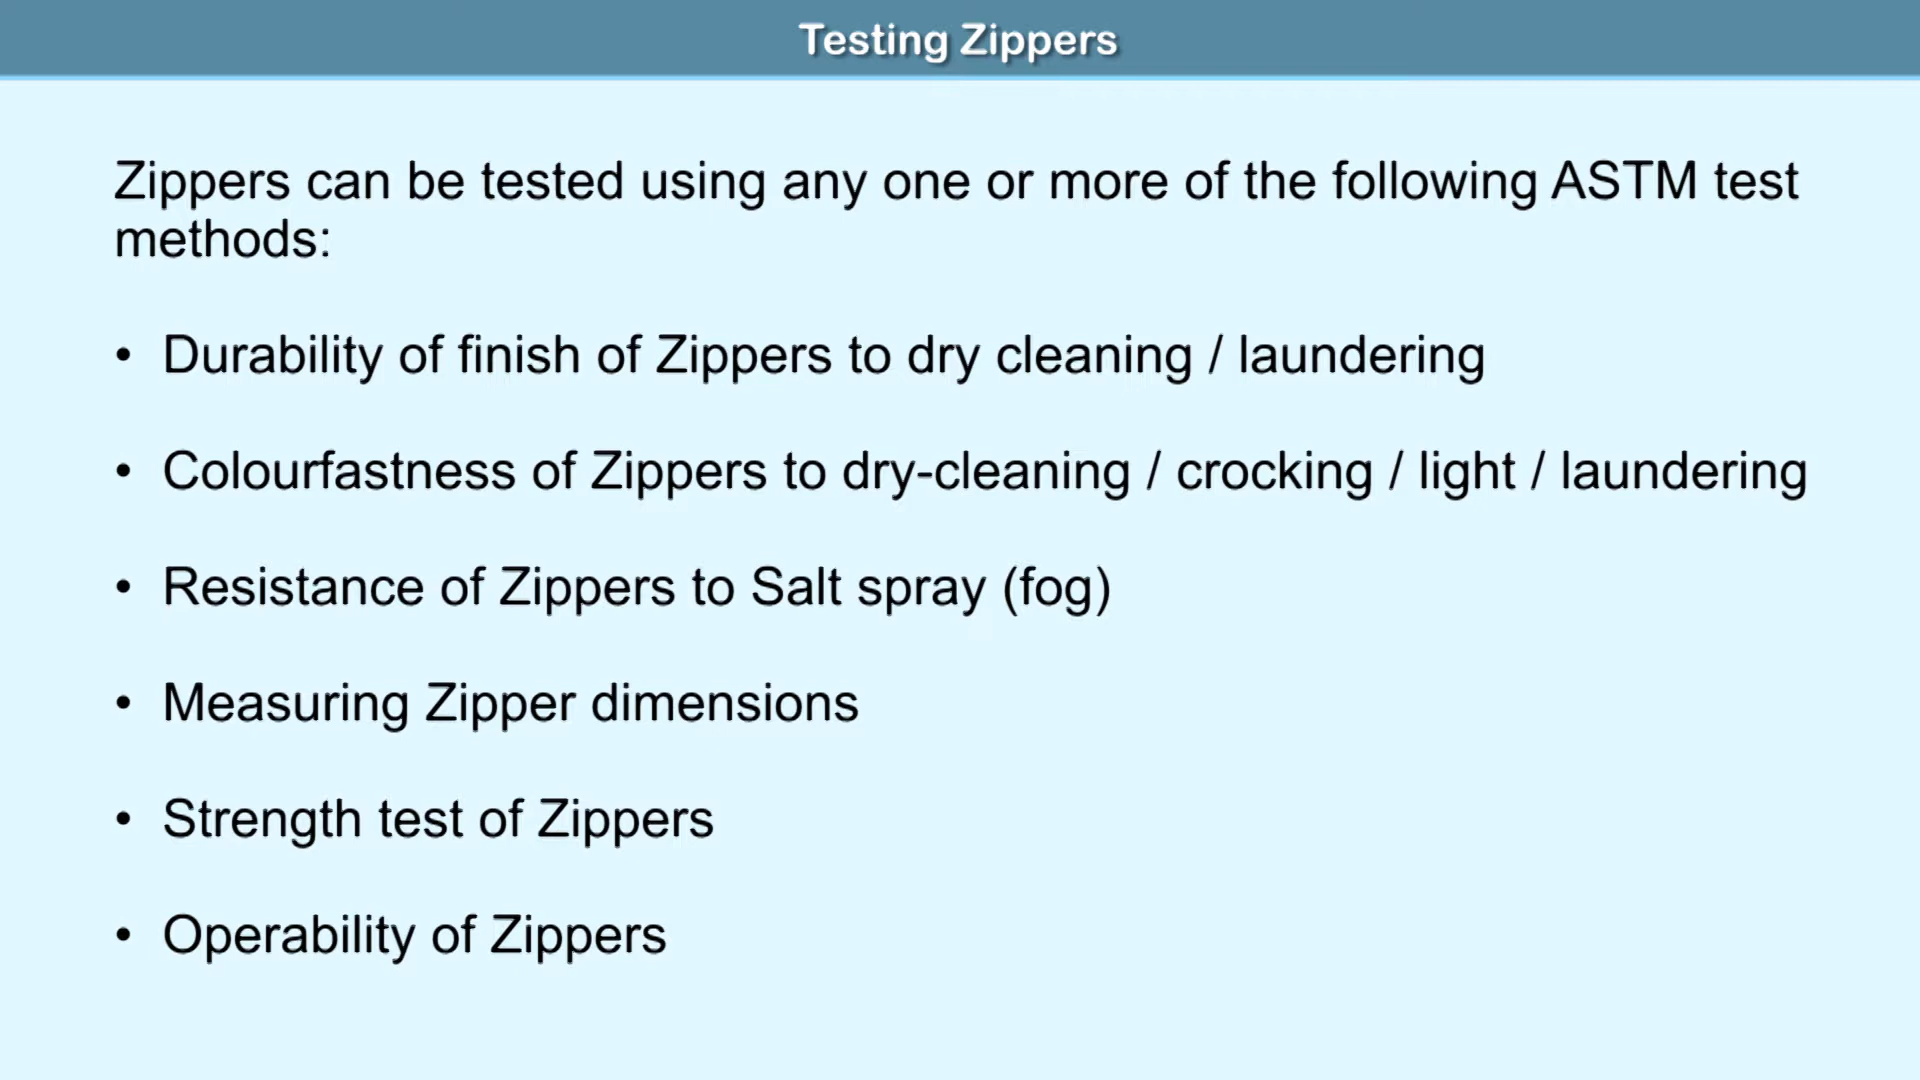 Testing Zippers
Zippers can be tested using any one or more of the following ASTM test
methods:
• Durability of finish of Zippers to dry cleaning / laundering
• Colourfastness of Zippers to dry-cleaning / crocking / light / laundering
• Resistance of Zippers to Salt spray (fog)
• Measuring Zipper dimensions
• Strength test of Zippers
• Operability of Zippers